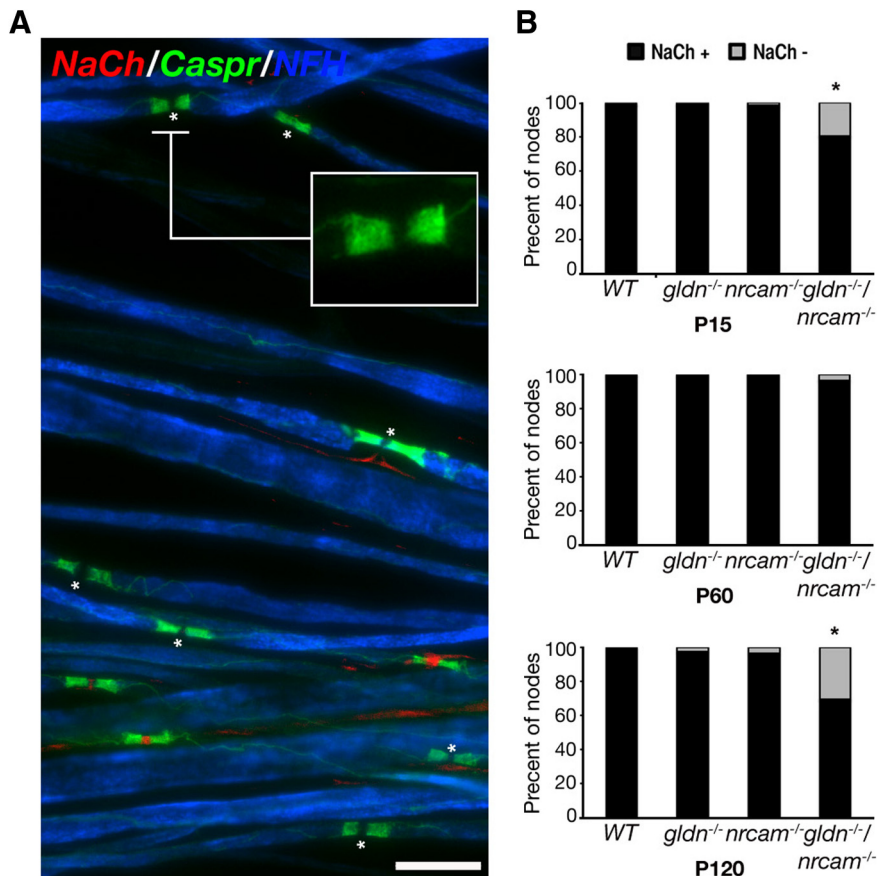 A
NaCh/Caspr/NFH
*
*
*
*
*
*
*
B
NaCh + NaCh -
*
Precent of nodes
100
80
60
40
20
0
WT gldn-/- nrcam-/- gldn-/-/
nrcam-/-
P15
Precent of nodes
100
80
60
40
20
0
WT gldn-/- nrcam-/- gldn-/-/
nrcam-/-
P60
*
Precent of nodes
100
80
60
40
20
0
WT gldn-/- nrcam-/- gldn-/-/
nrcam-/-
P120